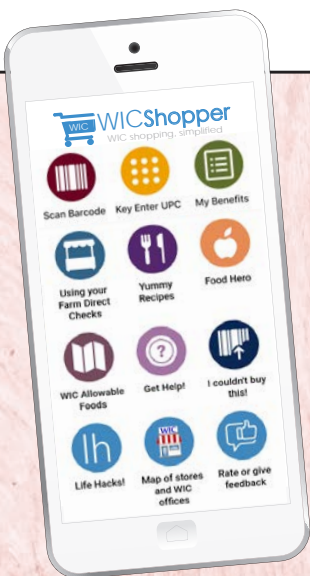 WIC WICShopper
WIC shopping, simplified
Scan Barcode
Key Enter UPC
My Benefits
Using your
Farm Direct
Checks
Yummy
Recipes
Food Hero
WIC Allowable
Foods
?
Get Help!
I couldn't buy
this!
lh
Life Hacks!
WIC
Map of stores
and WIC
offices
Rate or give
feedback